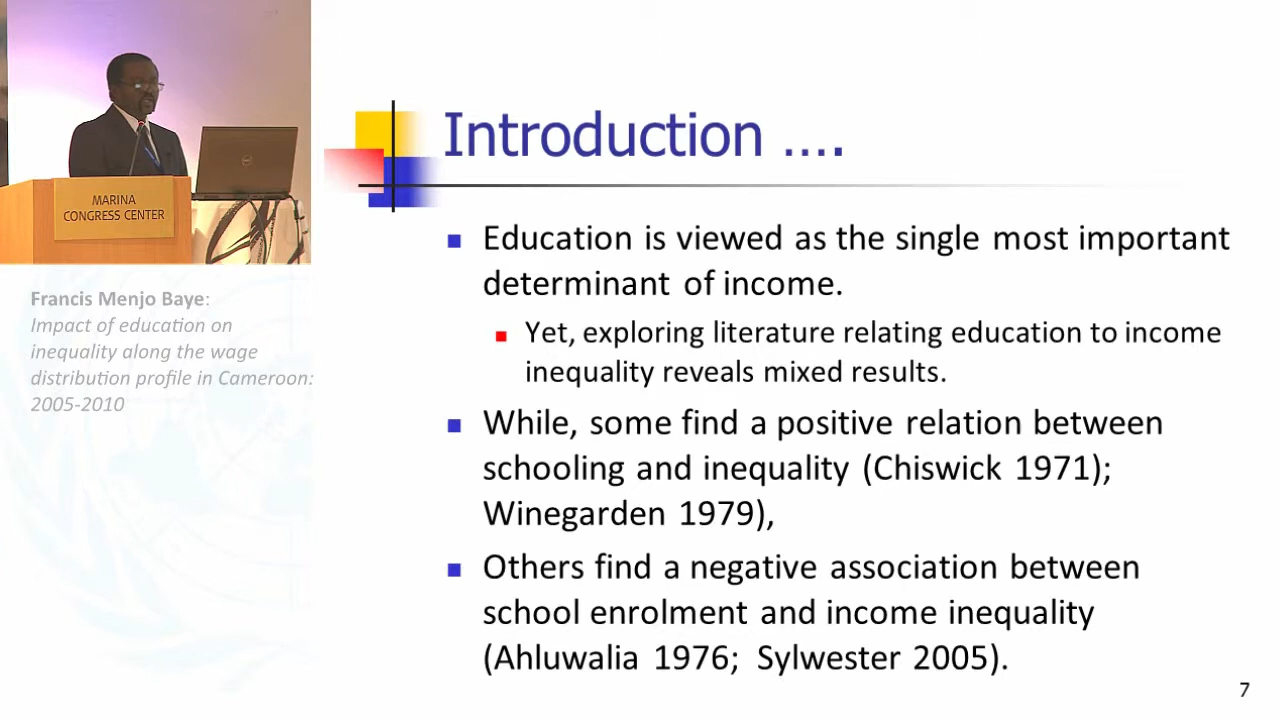 MARINA
CONGRESS CENTER
Francis Menjo Baye:
Impact of education on
inequality along the wage
distribution profile in Cameroon:
2005-2010
Introduction ....
Education is viewed as the single most important
determinant of income.
Yet, exploring literature relating education to income
inequality reveals mixed results.
While, some find a positive relation between
schooling and inequality (Chiswick 1971);
Winegarden 1979),
Others find a negative association between
school enrolment and income inequality
(Ahluwalia 1976; Sylwester 2005).
7